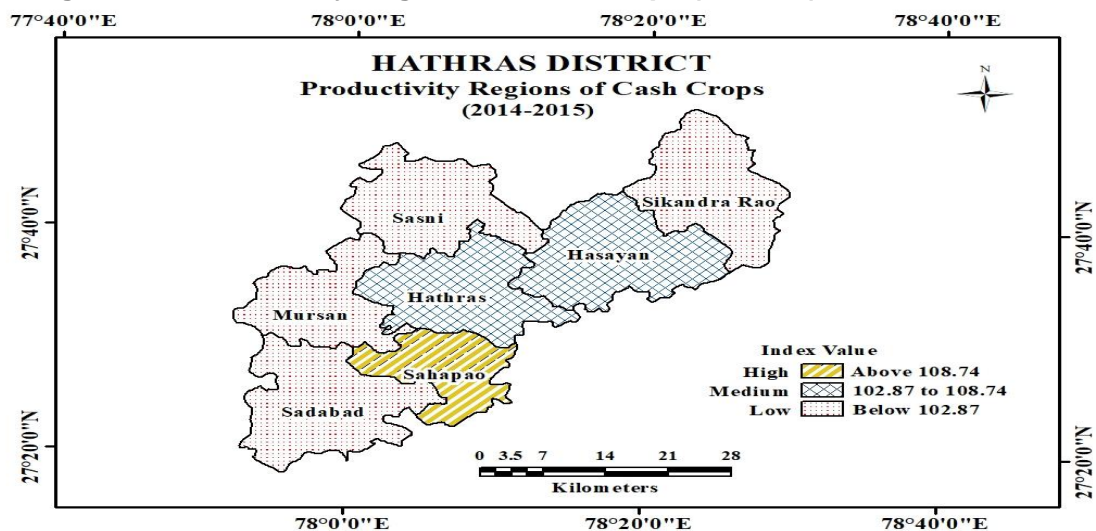 77°40'0"E 78°0'0"E 78°20'0"E 78°40'0"E
HATHRAS DISTRICT
Productivity Regions of Cash Crops
(2014-2015)
N
27°40'0"N
27°20'0"N
Sikandra Rao
Sasni
Hasayan
Hathras
Mursan
Sahapao
Sadabad
Index Value
High Above 108.74
Medium 102.87 to 108.74
Low Below 102.87
0 3.5 7 14 21 28
Kilometers
27°40'0"N
27°20'0"N
78°0'0"E 78°20'0"E 78°40'0"E